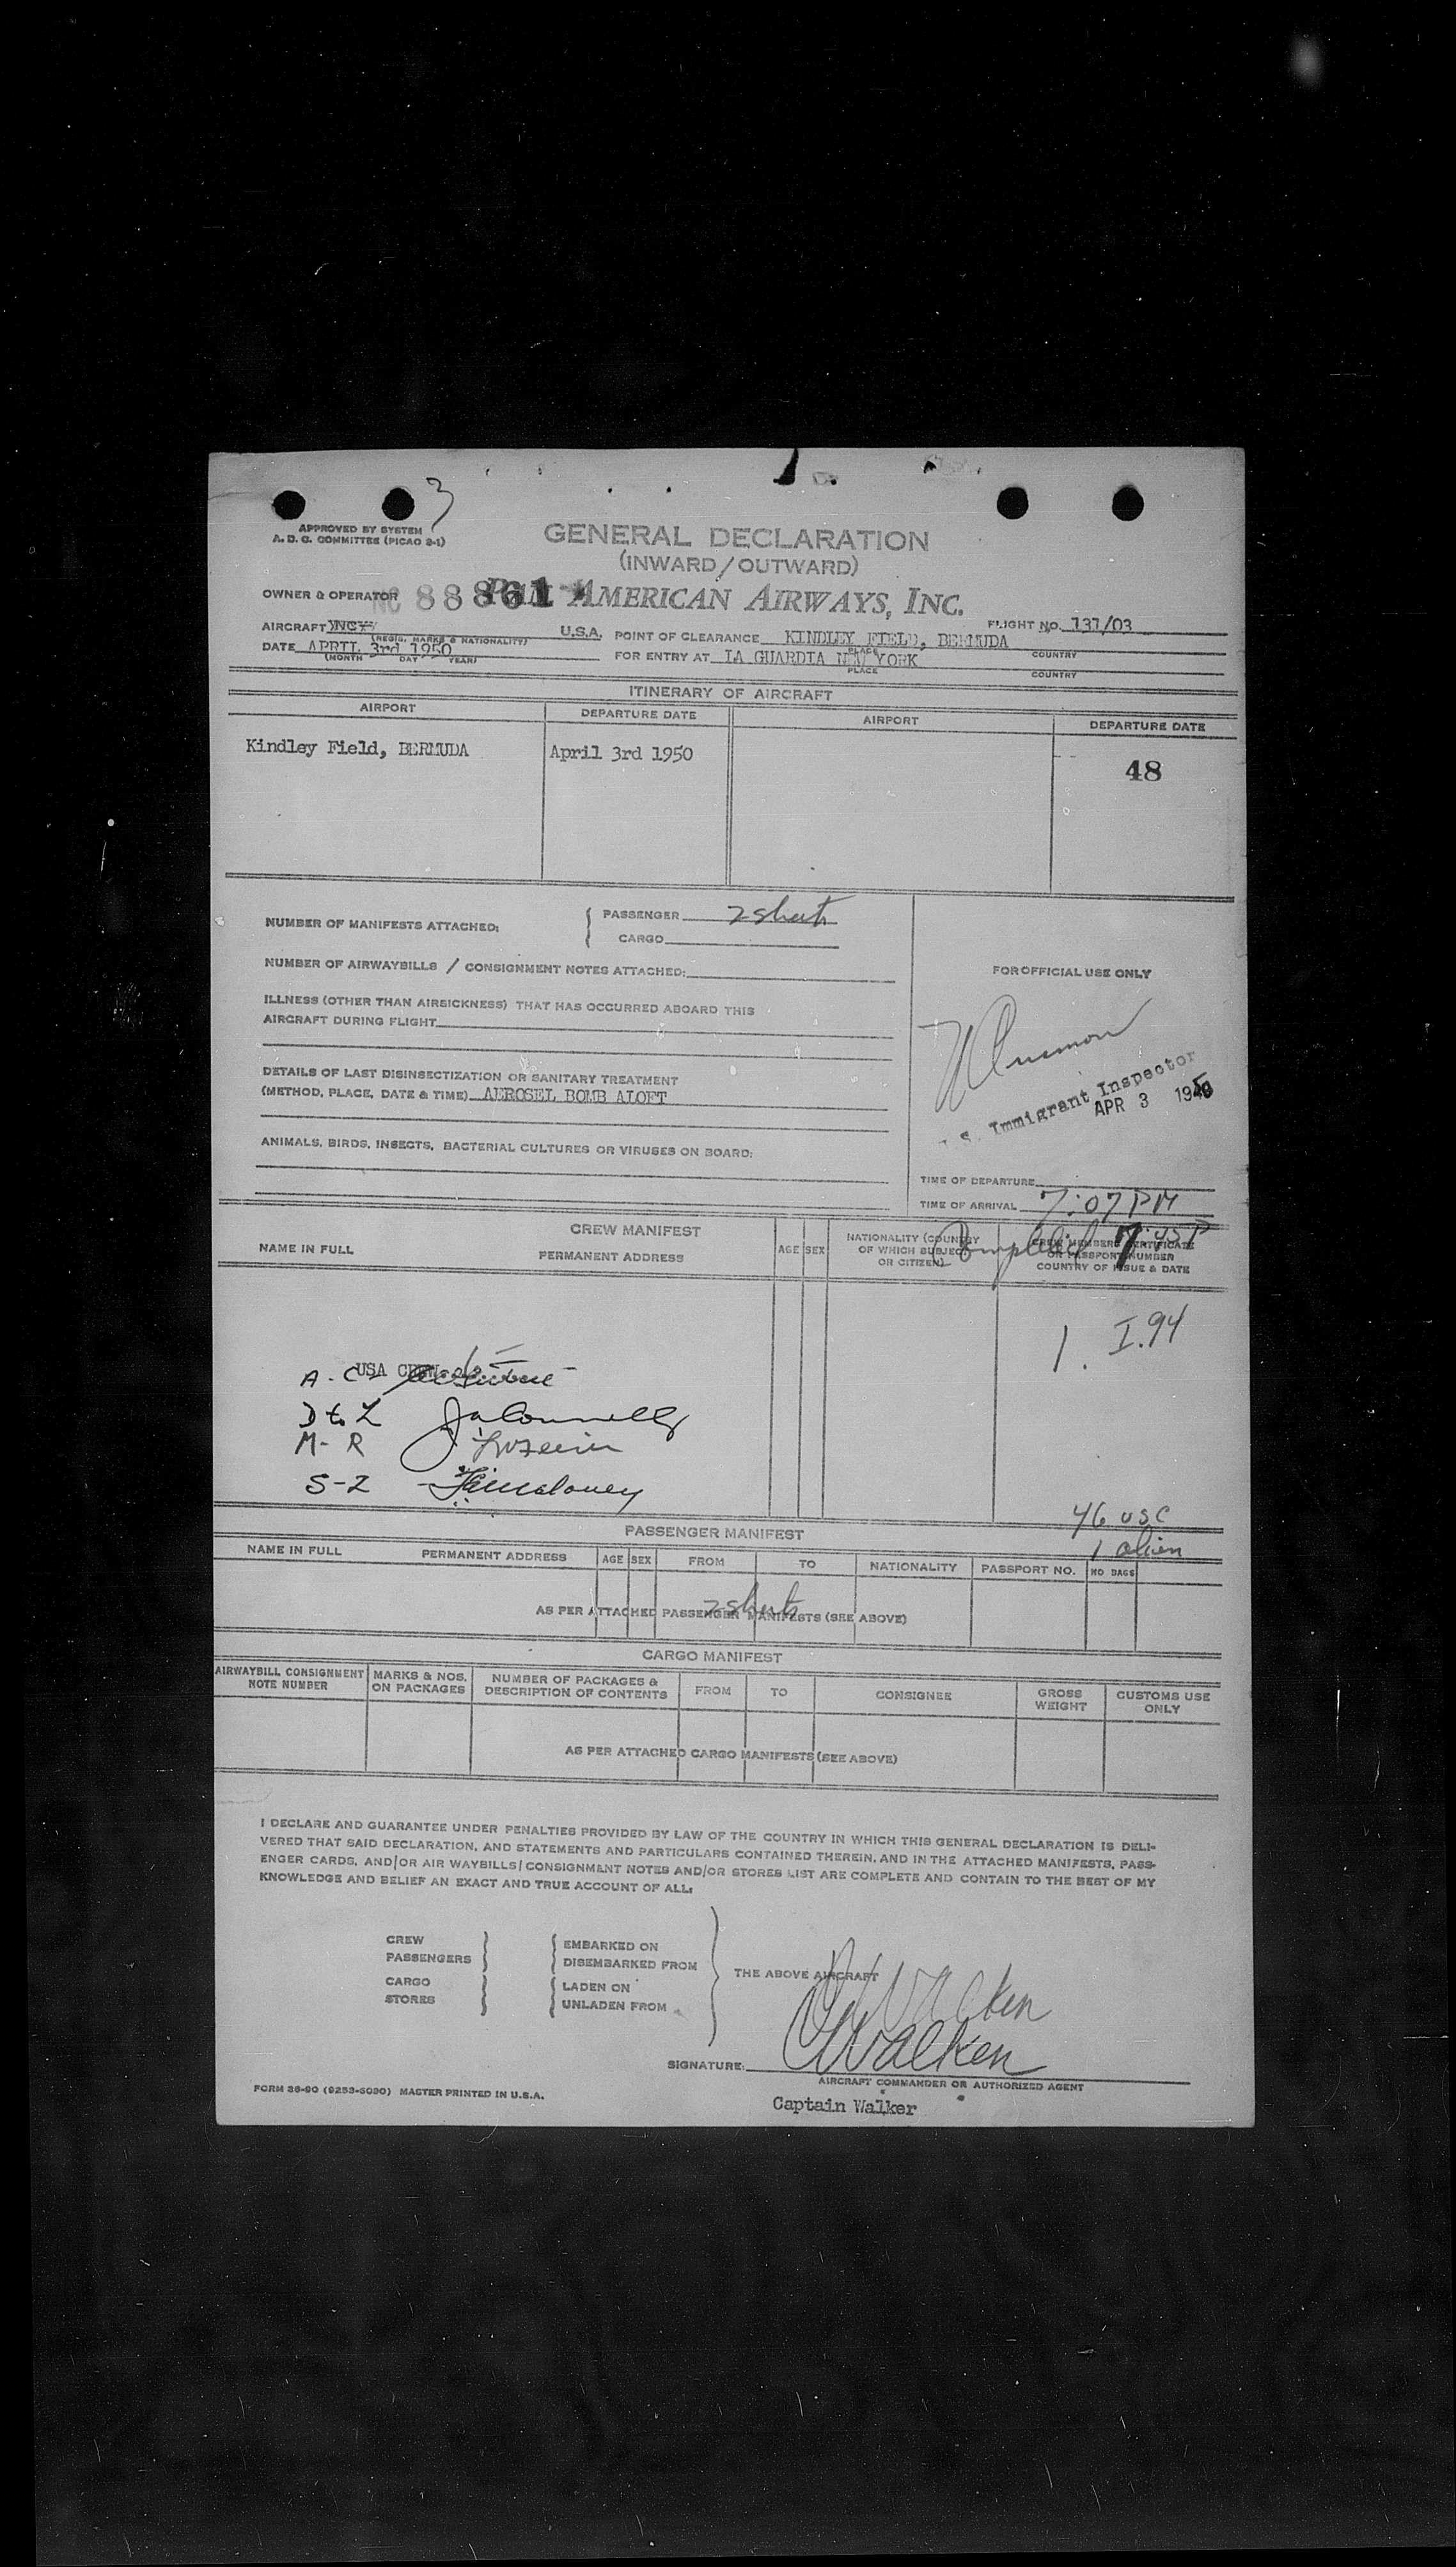 3
APPROVED BY SYSTEM
A. D. C. COMMITTEE (PICAO 2-1)
GENERAL DECLARATION
(INWARD/OUTWARD)
OWNER & OPERATOR NC 88861 PAN AMERICAN AIRWAYS, INC.
AIRCRAFT NC U.S.A. FLIGHT NO. 131/03
(REGIS. MARKS & NATIONALITY)
POINT OF CLEARANCE KINDLEY FIELD, BERMUDA
PLACE COUNTRY
DATE APRIL 3rd 1950
(MONTH DAY YEAR)
FOR ENTRY AT LA GUARDIA NEW YORK
PLACE COUNTRY
ITINERARY OF AIRCRAFT
AIRPORT DEPARTURE DATE AIRPORT DEPARTURE DATE
Kindley Field, BERMUDA April 3rd 1950
48
NUMBER OF MANIFESTS ATTACHED: PASSENGER 2 sheets
CARGO
NUMBER OF AIRWAYBILLS / CONSIGNMENT NOTES ATTACHED:
FOR OFFICIAL USE ONLY
ILLNESS (OTHER THAN AIRSICKNESS) THAT HAS OCCURRED ABOARD THIS
AIRCRAFT DURING FLIGHT
DETAILS OF LAST DISINSECTIZATION OR SANITARY TREATMENT
(METHOD, PLACE, DATE & TIME) AEROSEL BOMB ALOFT
S. Immigrant Inspector
APR 3 1950
ANIMALS, BIRDS, INSECTS, BACTERIAL CULTURES OR VIRUSES ON BOARD:
TIME OF DEPARTURE
TIME OF ARRIVAL 7:07 PM
Completed 7:45 P
CREW MANIFEST
NAME IN FULL PERMANENT ADDRESS AGE SEX NATIONALITY (COUNTRY
OF WHICH SUBJECT
OR CITIZEN)
CREW MEMBERS CERTIFICATE
OR PASSPORT NUMBER
COUNTRY OF ISSUE & DATE
1. I.94
A. C USA
M- R
S-2
46 USC
1 alien
PASSENGER MANIFEST
NAME IN FULL PERMANENT ADDRESS AGE SEX FROM TO NATIONALITY PASSPORT NO. NO BAGS
2 sheets
AS PER ATTACHED PASSENGER MANIFESTS (SEE ABOVE)
CARGO MANIFEST
AIRWAYBILL CONSIGNMENT
NOTE NUMBER
MARKS & NOS.
ON PACKAGES
NUMBER OF PACKAGES &
DESCRIPTION OF CONTENTS
FROM TO CONSIGNEE
GROSS
WEIGHT
CUSTOMS USE
ONLY
AS PER ATTACHED CARGO MANIFESTS (SEE ABOVE)
I DECLARE AND GUARANTEE UNDER PENALTIES PROVIDED BY LAW OF THE COUNTRY IN WHICH THIS GENERAL DECLARATION IS DELI-
VERED THAT SAID DECLARATION, AND STATEMENTS AND PARTICULARS CONTAINED THEREIN, AND IN THE ATTACHED MANIFESTS, PASS-
ENGER CARDS, AND/OR AIR WAYBILLS/CONSIGNMENT NOTES AND/OR STORES LIST ARE COMPLETE AND CONTAIN TO THE BEST OF MY
KNOWLEDGE AND BELIEF AN EXACT AND TRUE ACCOUNT OF ALL:
CREW EMBARKED ON
PASSENGERS DISEMBARKED FROM
THE ABOVE AIRCRAFT
CARGO LADEN ON
STORES UNLADEN FROM
Walker
SIGNATURE: Walker
AIRCRAFT COMMANDER OR AUTHORIZED AGENT
FORM 36-90 (9253-5090) MASTER PRINTED IN U.S.A.
Captain Walker